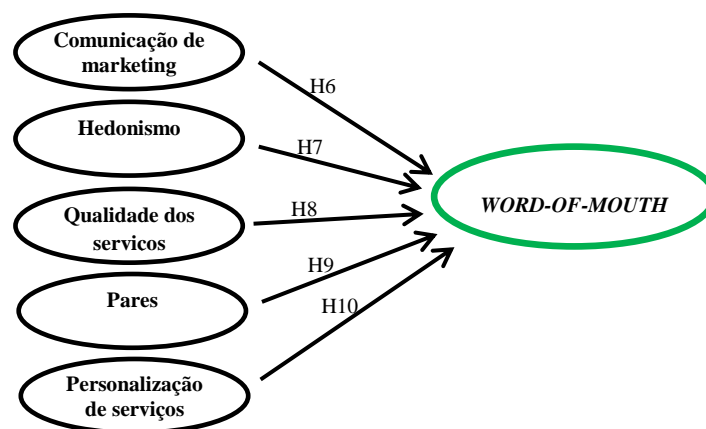 Comunicação de
marketing
H6
Hedonismo
H7
Qualidade dos
servicos
H8
WORD-OF-MOUTH
Pares
H9
H10
Personalização
de serviços